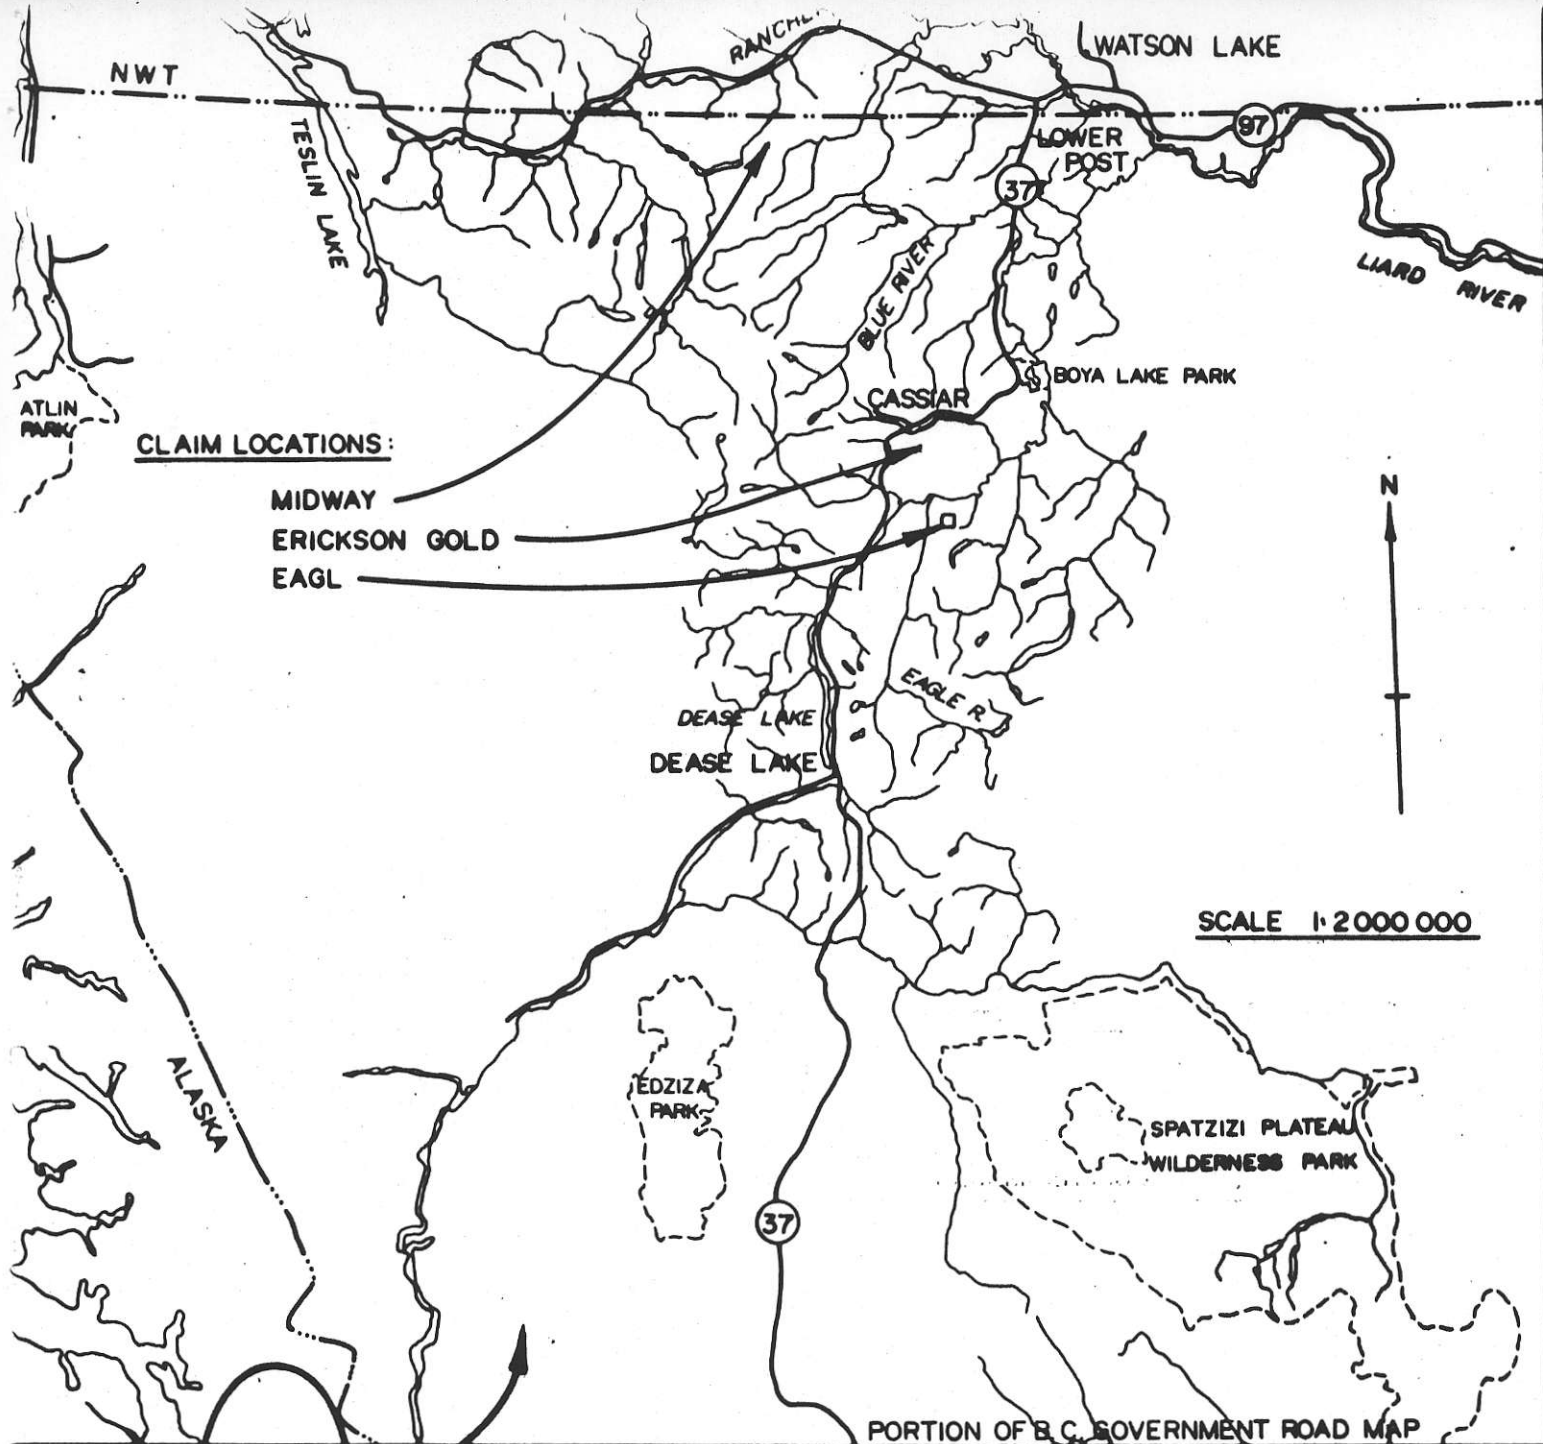 RANCHE
WATSON LAKE
NWT
TESLIN LAKE
97
LOWER
POST
37
LIARD RIVER
BLUE RIVER
BOYA LAKE PARK
CASSIAR
ATLIN
PARK
CLAIM LOCATIONS:
MIDWAY
ERICKSON GOLD
EAGL
N
EAGLE R.
DEASE LAKE
DEASE LAKE
SCALE 1:2000000
ALASKA
EDZIZA
PARK
SPATZIZI PLATEAU
WILDERNESS PARK
37
PORTION OF B.C. GOVERNMENT ROAD MAP